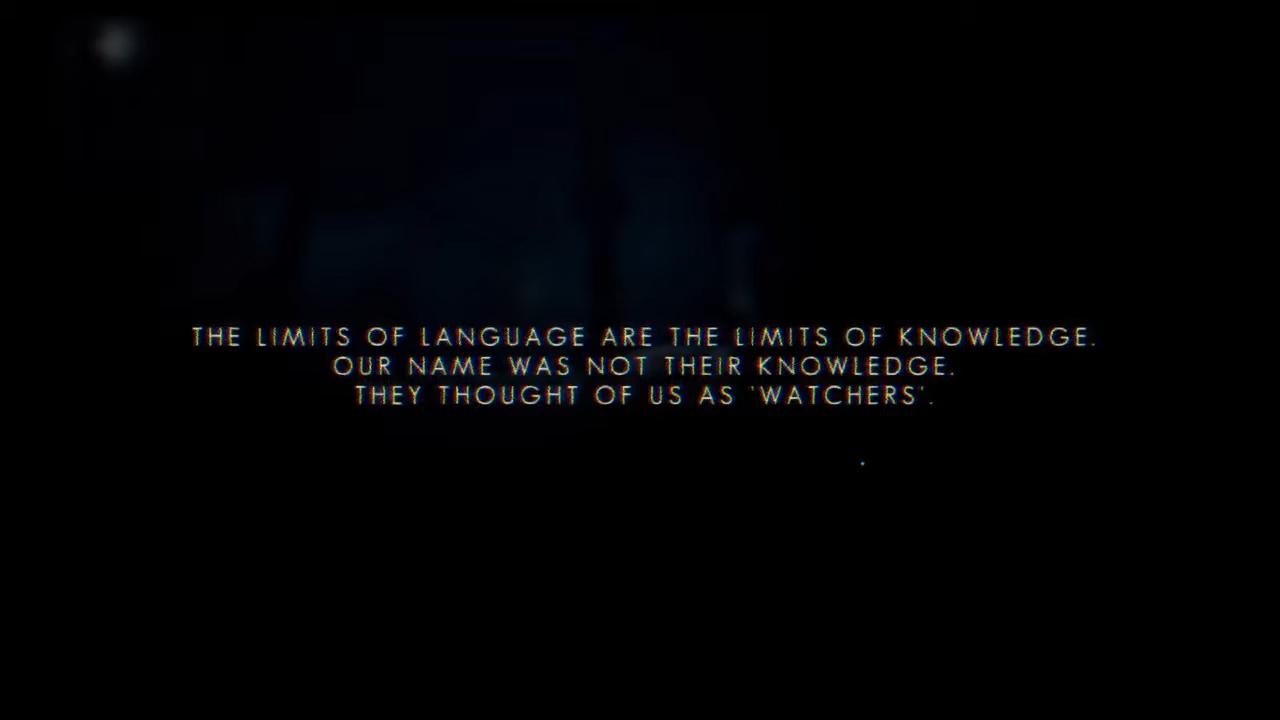 THE LIMITS OF LANGUAGE ARE THE LIMITS OF KNOWLEDGE.
OUR NAME WAS NOT THEIR KNOWLEDGE.
THEY THOUGHT OF US AS 'WATCHERS'.